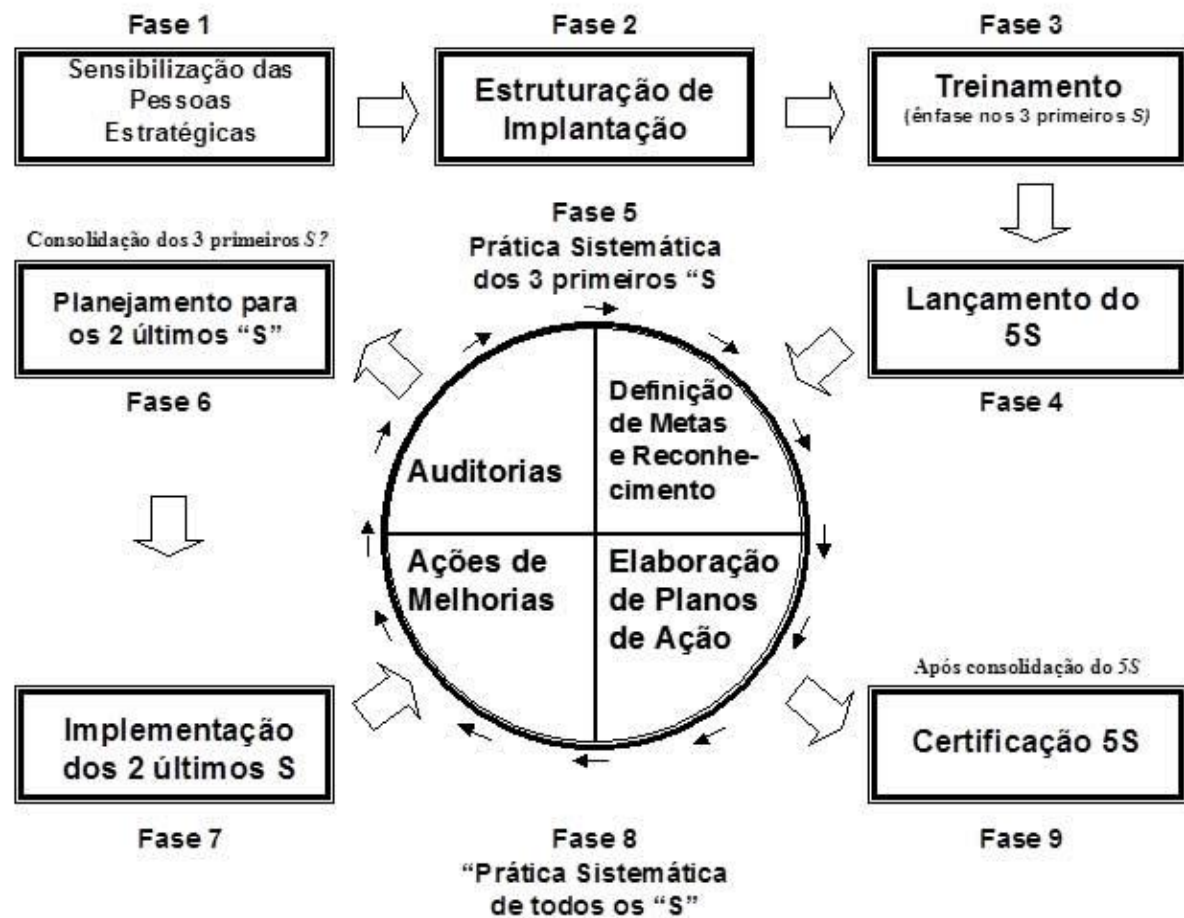 Fase 1
Sensibilização das
Pessoas
Estratégicas
Fase 2
Estruturação de
Implantação
Fase 3
Treinamento
(ênfase nos 3 primeiros S)
Lançamento do
5S
Fase 4
Fase 5
Prática Sistemática
dos 3 primeiros “S
Definição
de Metas
e Reconhe-
cimento
Elaboração
de Planos
de Ação
Ações de
Melhorias
Auditorias
Consolidação dos 3 primeiros S?
Planejamento para
os 2 últimos “S”
Fase 6
Implementação
dos 2 últimos S
Fase 7
Fase 8
“Prática Sistemática
de todos os “S”
Após consolidação do 5S
Certificação 5S
Fase 9